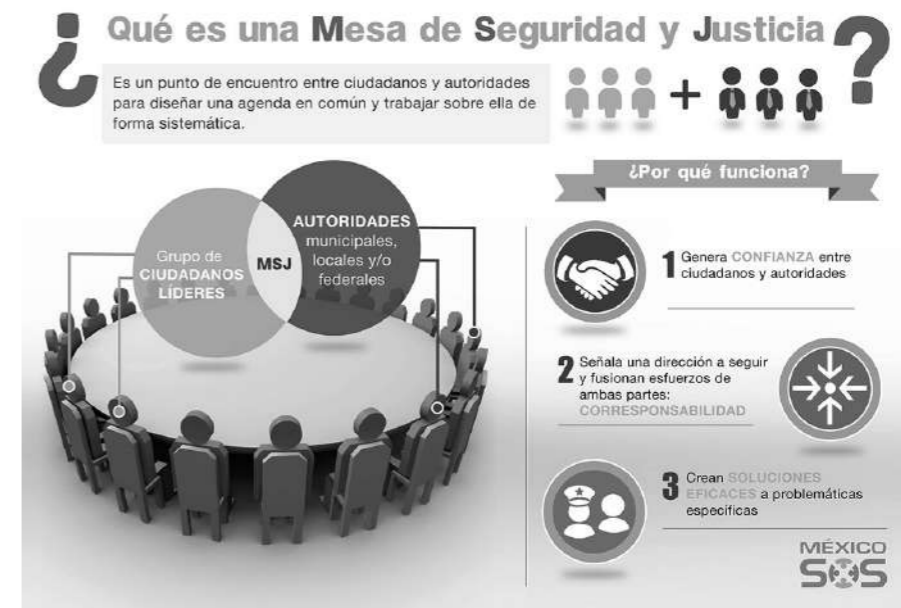 ¿Qué es una Mesa de Seguridad y Justicia?
Es un punto de encuentro entre ciudadanos y autoridades
para diseñar una agenda en común y trabajar sobre ella de
forma sistemática.
+
Grupo de
CIUDADANOS
LÍDERES
MSJ
AUTORIDADES
municipales,
locales y/o
federales
¿Por qué funciona?
1 Genera CONFIANZA entre
ciudadanos y autoridades
2 Señala una dirección a seguir
y fusionan esfuerzos de
ambas partes:
CORRESPONSABILIDAD
3 Crean SOLUCIONES
EFICACES a problemáticas
específicas
MÉXICO
SOS